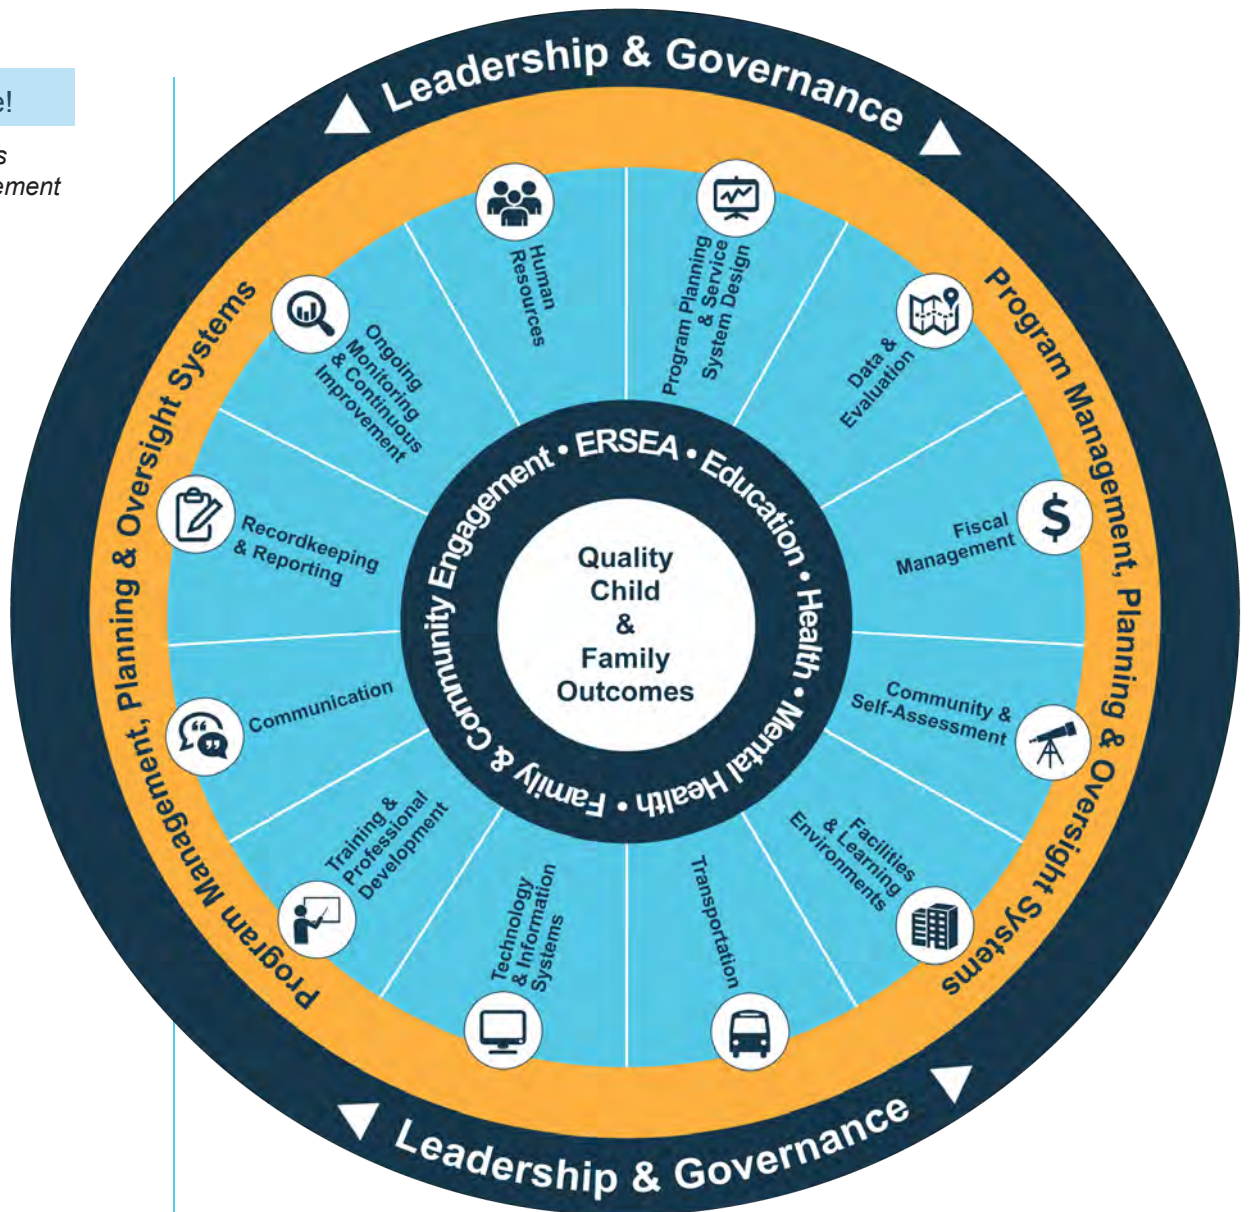 e!
s
ement
Leadership & Governance
Program Management, Planning & Oversight Systems
Program Management, Planning & Oversight Systems
Human
Resources
Program Planning
& Service
System Design
Data &
Evaluation
Fiscal
Management
$
Community &
Self-Assessment
Facilities
& Learning
Environments
Transportation
Technology
& Information
Systems
Training &
Professional
Development
Communication
Recordkeeping
& Reporting
Ongoing
Monitoring
& Continuous
Improvement
Family & Community Engagement • ERSEA • Education • Health • Mental Health •
Quality
Child
&
Family
Outcomes
Leadership & Governance